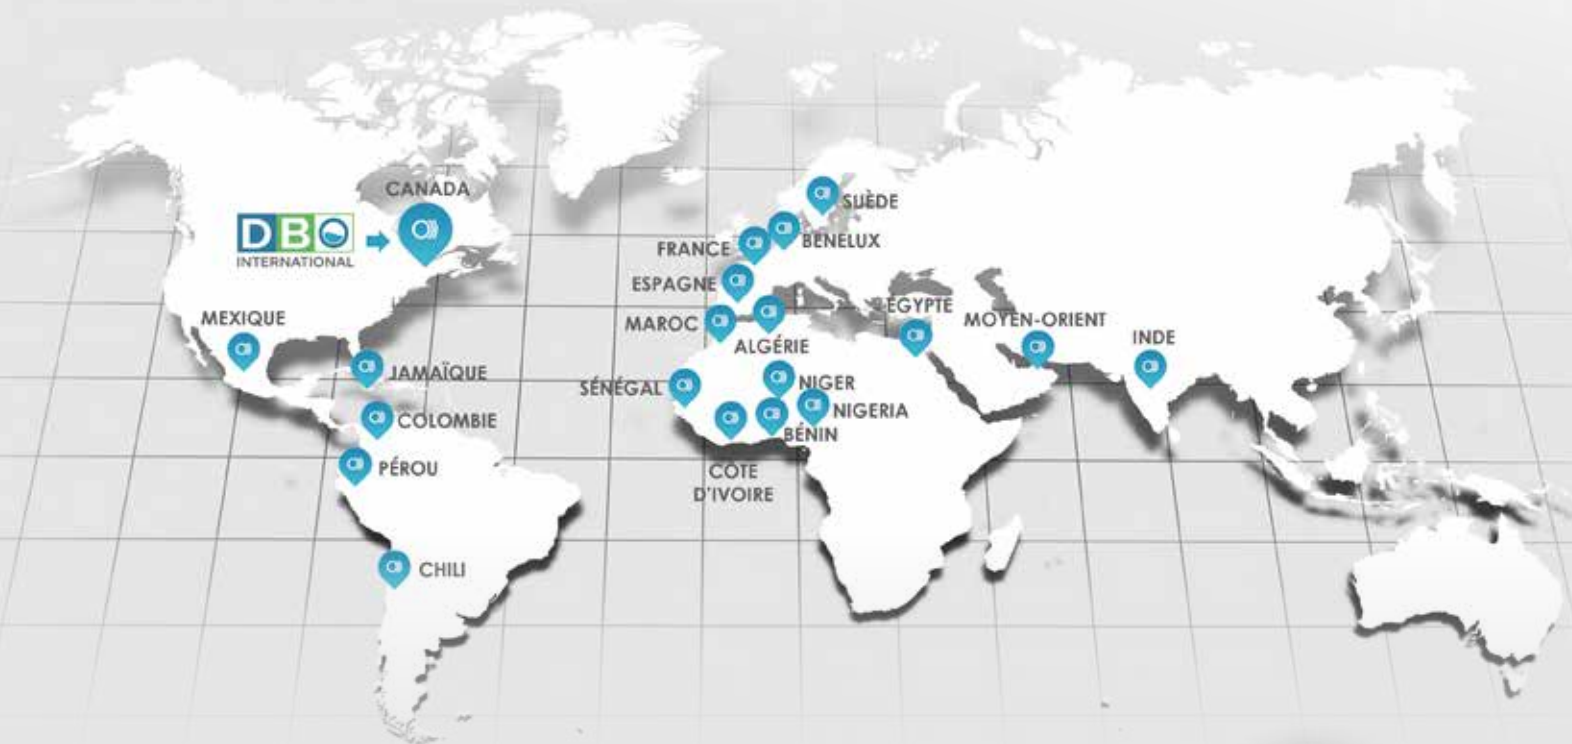 CANADA
DBO
INTERNATIONAL
SUÈDE
BENELUX
FRANCE
ESPAGNE
MAROC
ALGÉRIE
ÉGYPTE
MOYEN-ORIENT
INDE
MEXIQUE
JAMAÏQUE
COLOMBIE
PÉROU
CHILI
SÉNÉGAL
NIGER
NIGERIA
BÉNIN
CÔTE
D'IVOIRE